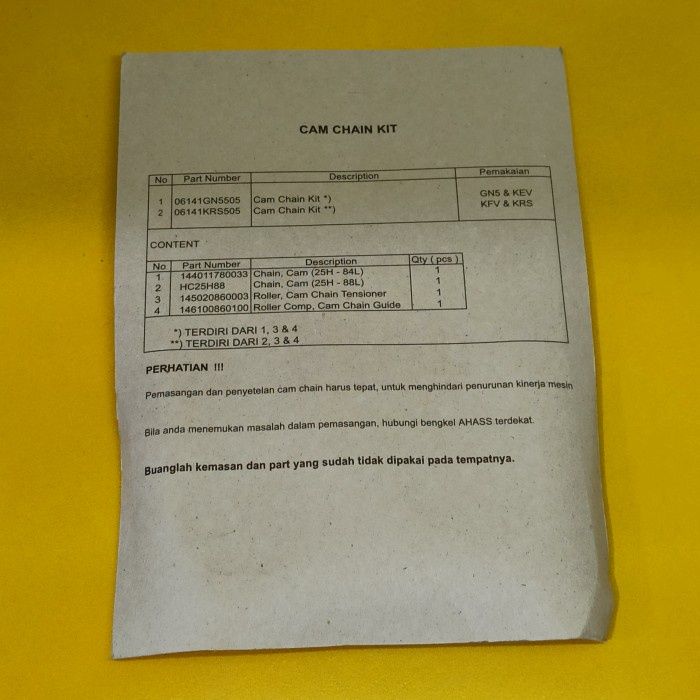 CAM CHAIN KIT
No Part Number Description Pemakaian
1 06141GN5505 Cam Chain Kit *) GN5 & KEV
2 06141KRS505 Cam Chain Kit **) KFV & KRS
CONTENT
No Part Number Description Qty ( pcs )
1 144011780033 Chain, Cam (25H - 84L) 1
2 HC25H88 Chain, Cam (25H - 88L) 1
3 145020860003 Roller, Cam Chain Tensioner 1
4 146100860100 Roller Comp, Cam Chain Guide 1
*) TERDIRI DARI 1, 3 & 4
**) TERDIRI DARI 2, 3 & 4
PERHATIAN !!!
Pemasangan dan penyetelan cam chain harus tepat, untuk menghindari penurunan kinerja mesin
Bila anda menemukan masalah dalam pemasangan, hubungi bengkel AHASS terdekat.
Buanglah kemasan dan part yang sudah tidak dipakai pada tempatnya.